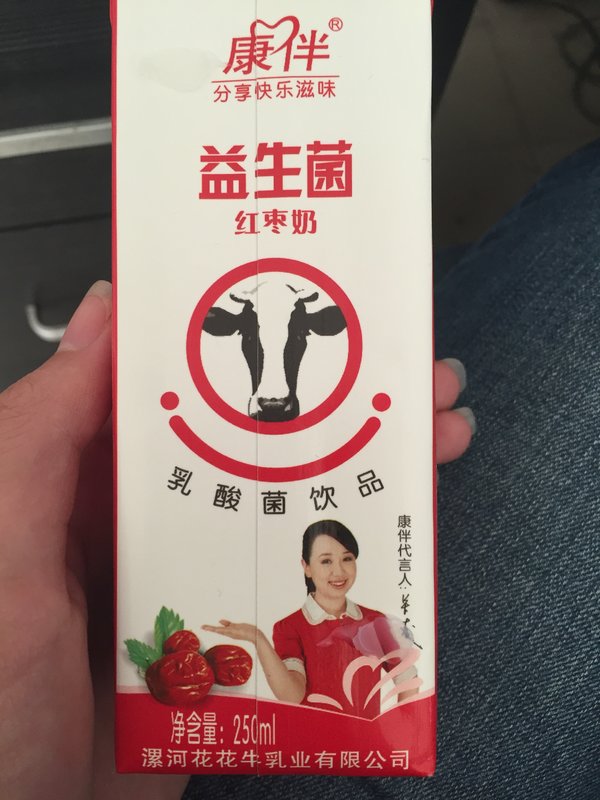 康伴®
分享快乐滋味
益生菌
红枣奶
乳酸菌饮品
康伴代言人:
净含量: 250ml
漯河花花牛乳业有限公司